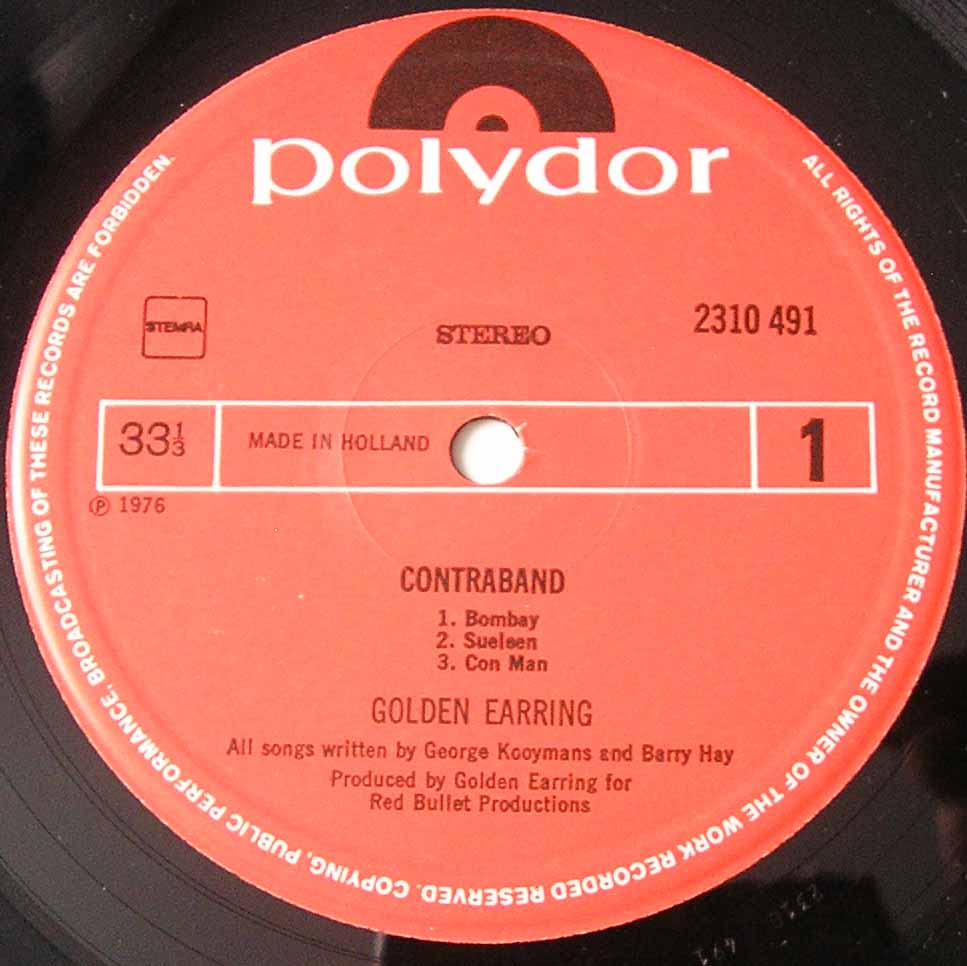 polydor
ALL RIGHTS OF THE RECORD MANUFACTURER AND THE OWNER OF THE WORK RECORDED RESERVED. COPYING, PUBLIC PERFORMANCE, BROADCASTING OF THESE RECORDS ARE FORBIDDEN.
STEMRA
STEREO
2310 491
33⅓
MADE IN HOLLAND
1
Ⓟ 1976
CONTRABAND
1. Bombay
2. Sueleen
3. Con Man
GOLDEN EARRING
All songs written by George Kooymans and Barry Hay
Produced by Golden Earring for
Red Bullet Productions
2310
491